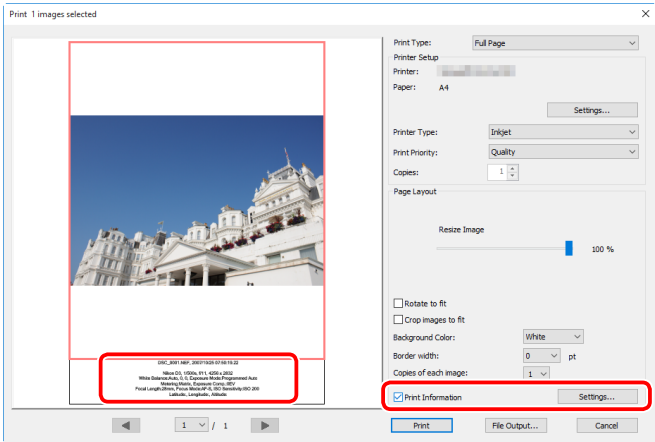 Print 1 images selected
Print Type: Full Page
Printer Setup
Printer:
Paper: A4
Settings...
Printer Type: Inkjet
Print Priority: Quality
Copies: 1
Page Layout
Resize Image
100 %
Rotate to fit
Crop images to fit
Background Color: White
Border width: 0 pt
Copies of each image: 1
Print Information Settings...
DSC_0001.NEF, 2007/10/25 07:58:19.22
Nikon D3, 1/500s, f/11, 4256 x 2832
White Balance:Auto, 0, 0, Exposure Mode:Programmed Auto
Metering:Matrix, Exposure Comp.:0EV
Focal Length:28mm, Focus Mode:AF-S, ISO Sensitivity:ISO 200
Latitude:, Longitude:, Altitude:
1 / 1
Print File Output... Cancel